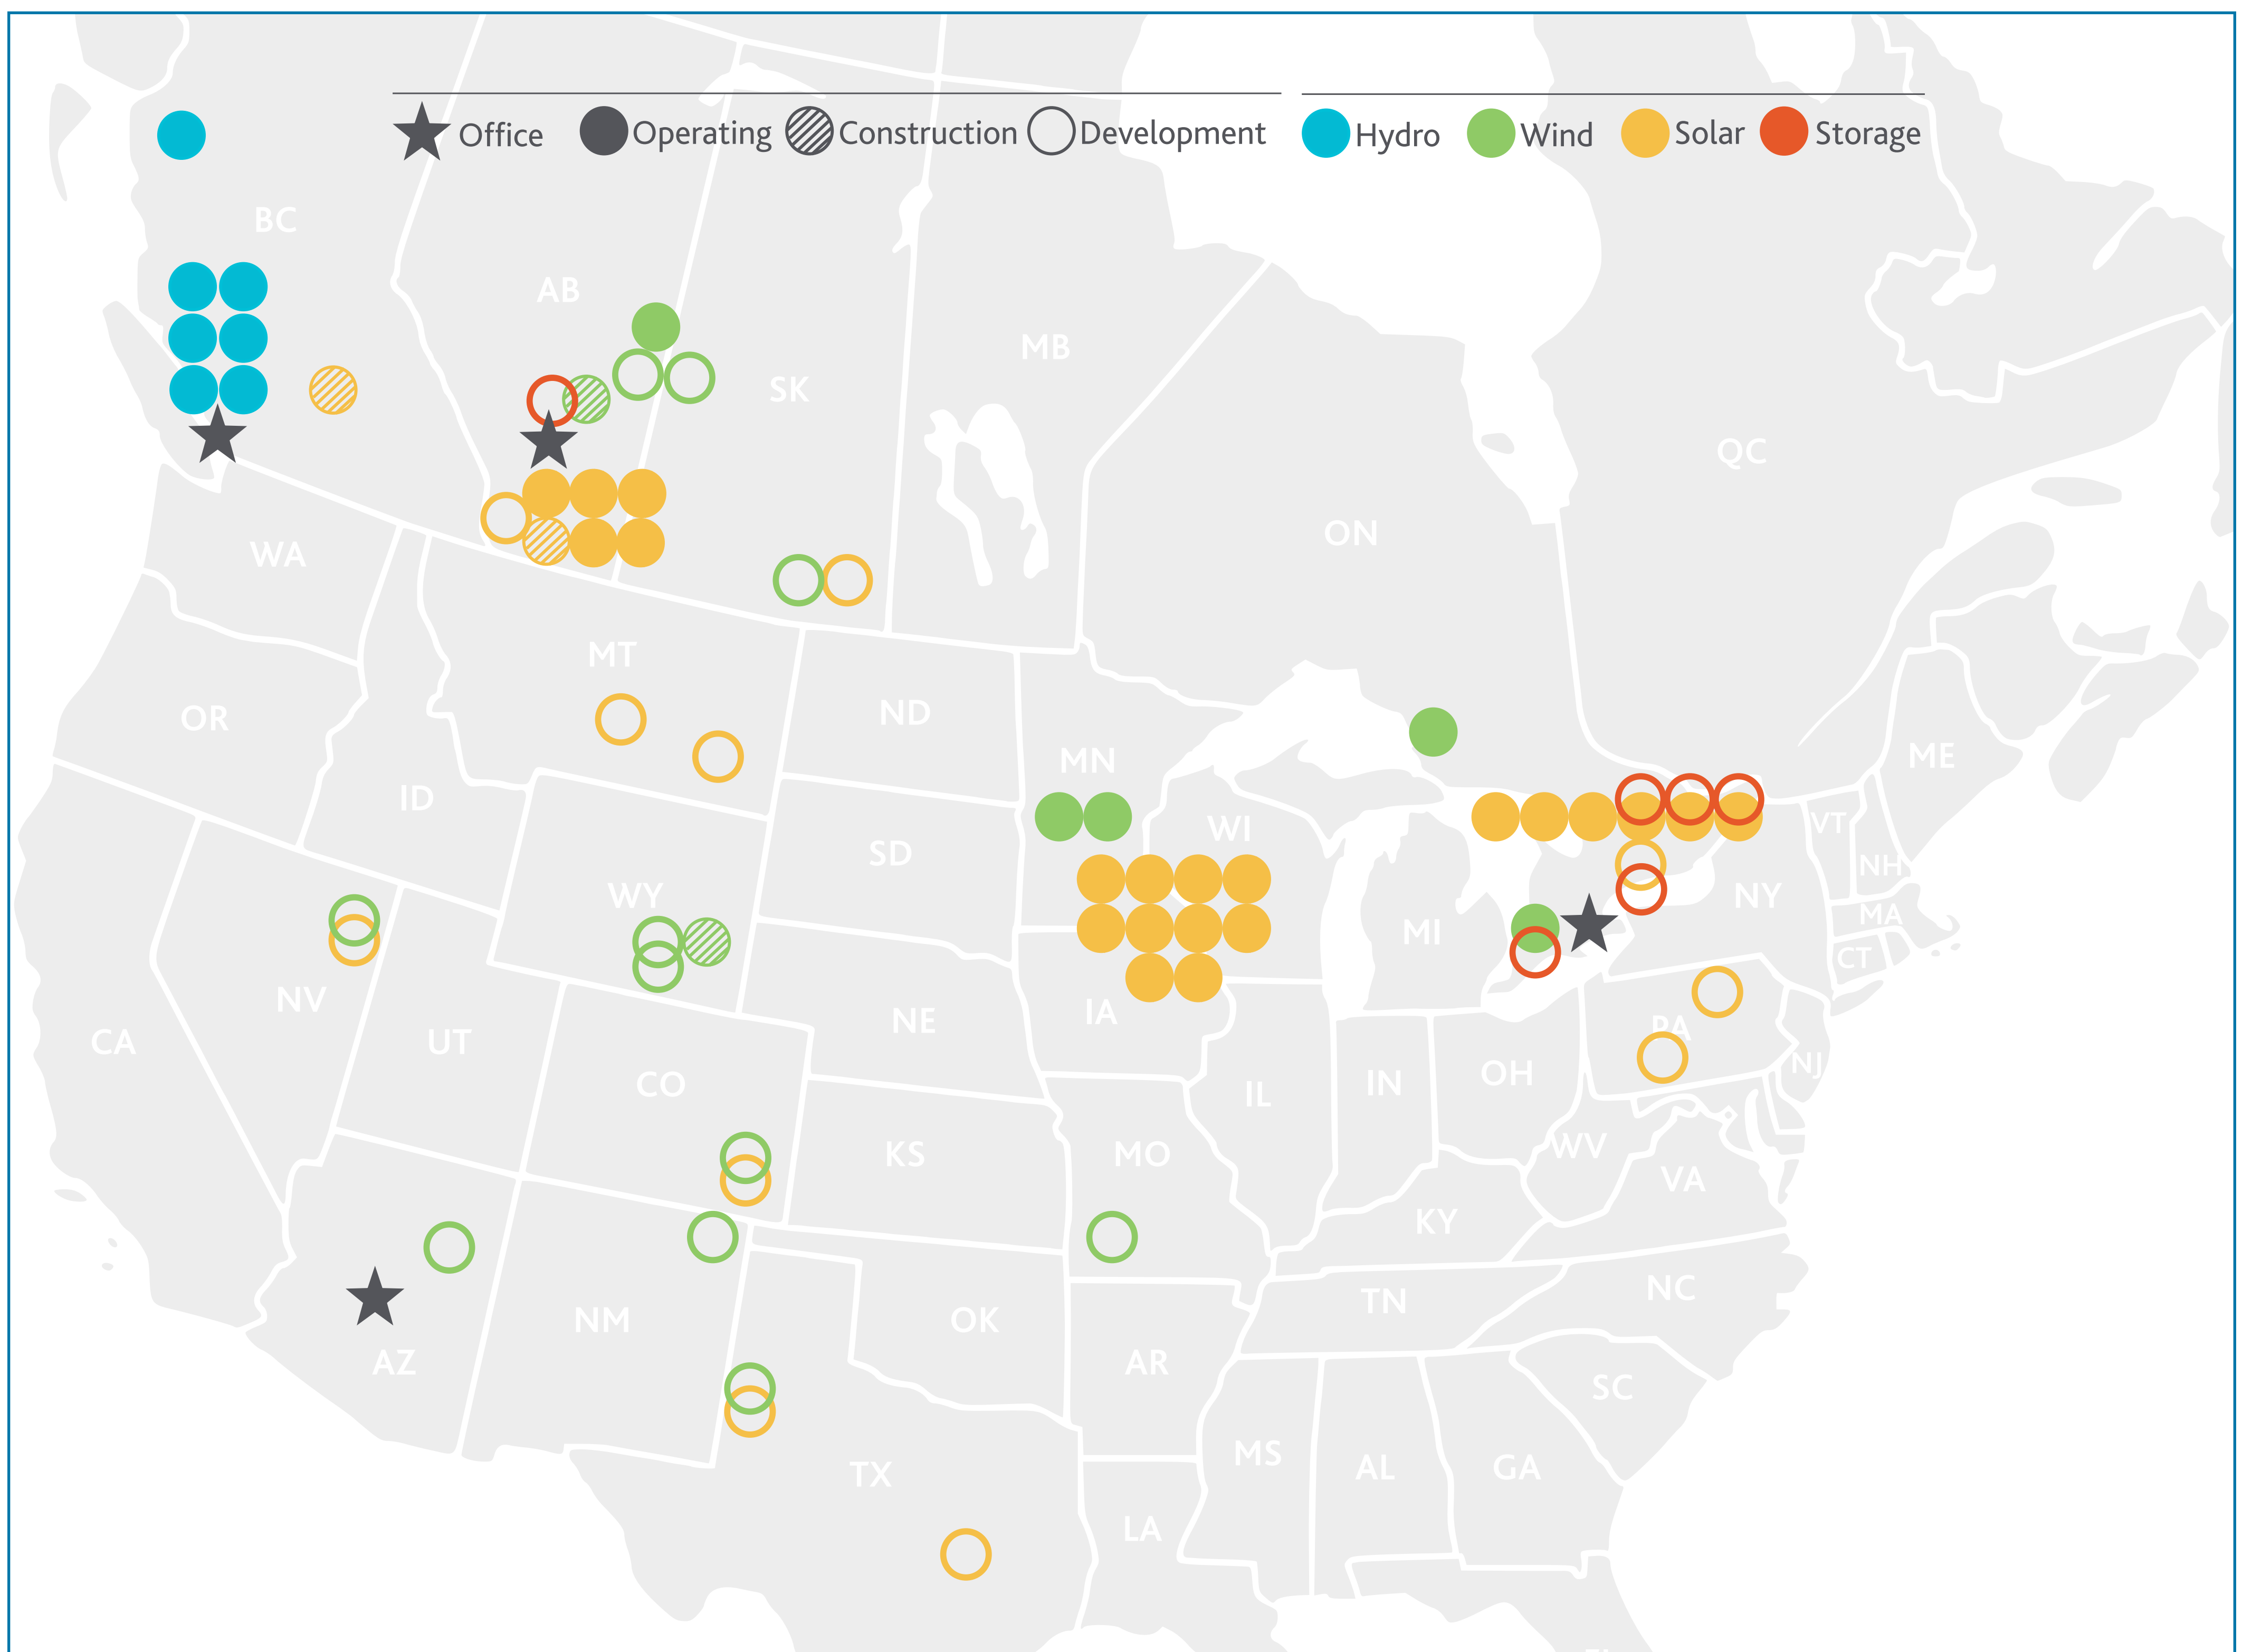 Office Operating Construction Development Hydro Wind Solar Storage
BC
AB
MB
SK
QC
ON
WA
MT
OR
ND
MN
ME
ID
WI
VT
SD
NH
WY
NY
MA
MI
CT
NV
IA
NE
PA
CA
UT
NJ
OH
CO
IN
IL
KS
MO
WV
VA
KY
NC
TN
NM
OK
AZ
AR
SC
MS
AL
GA
TX
LA